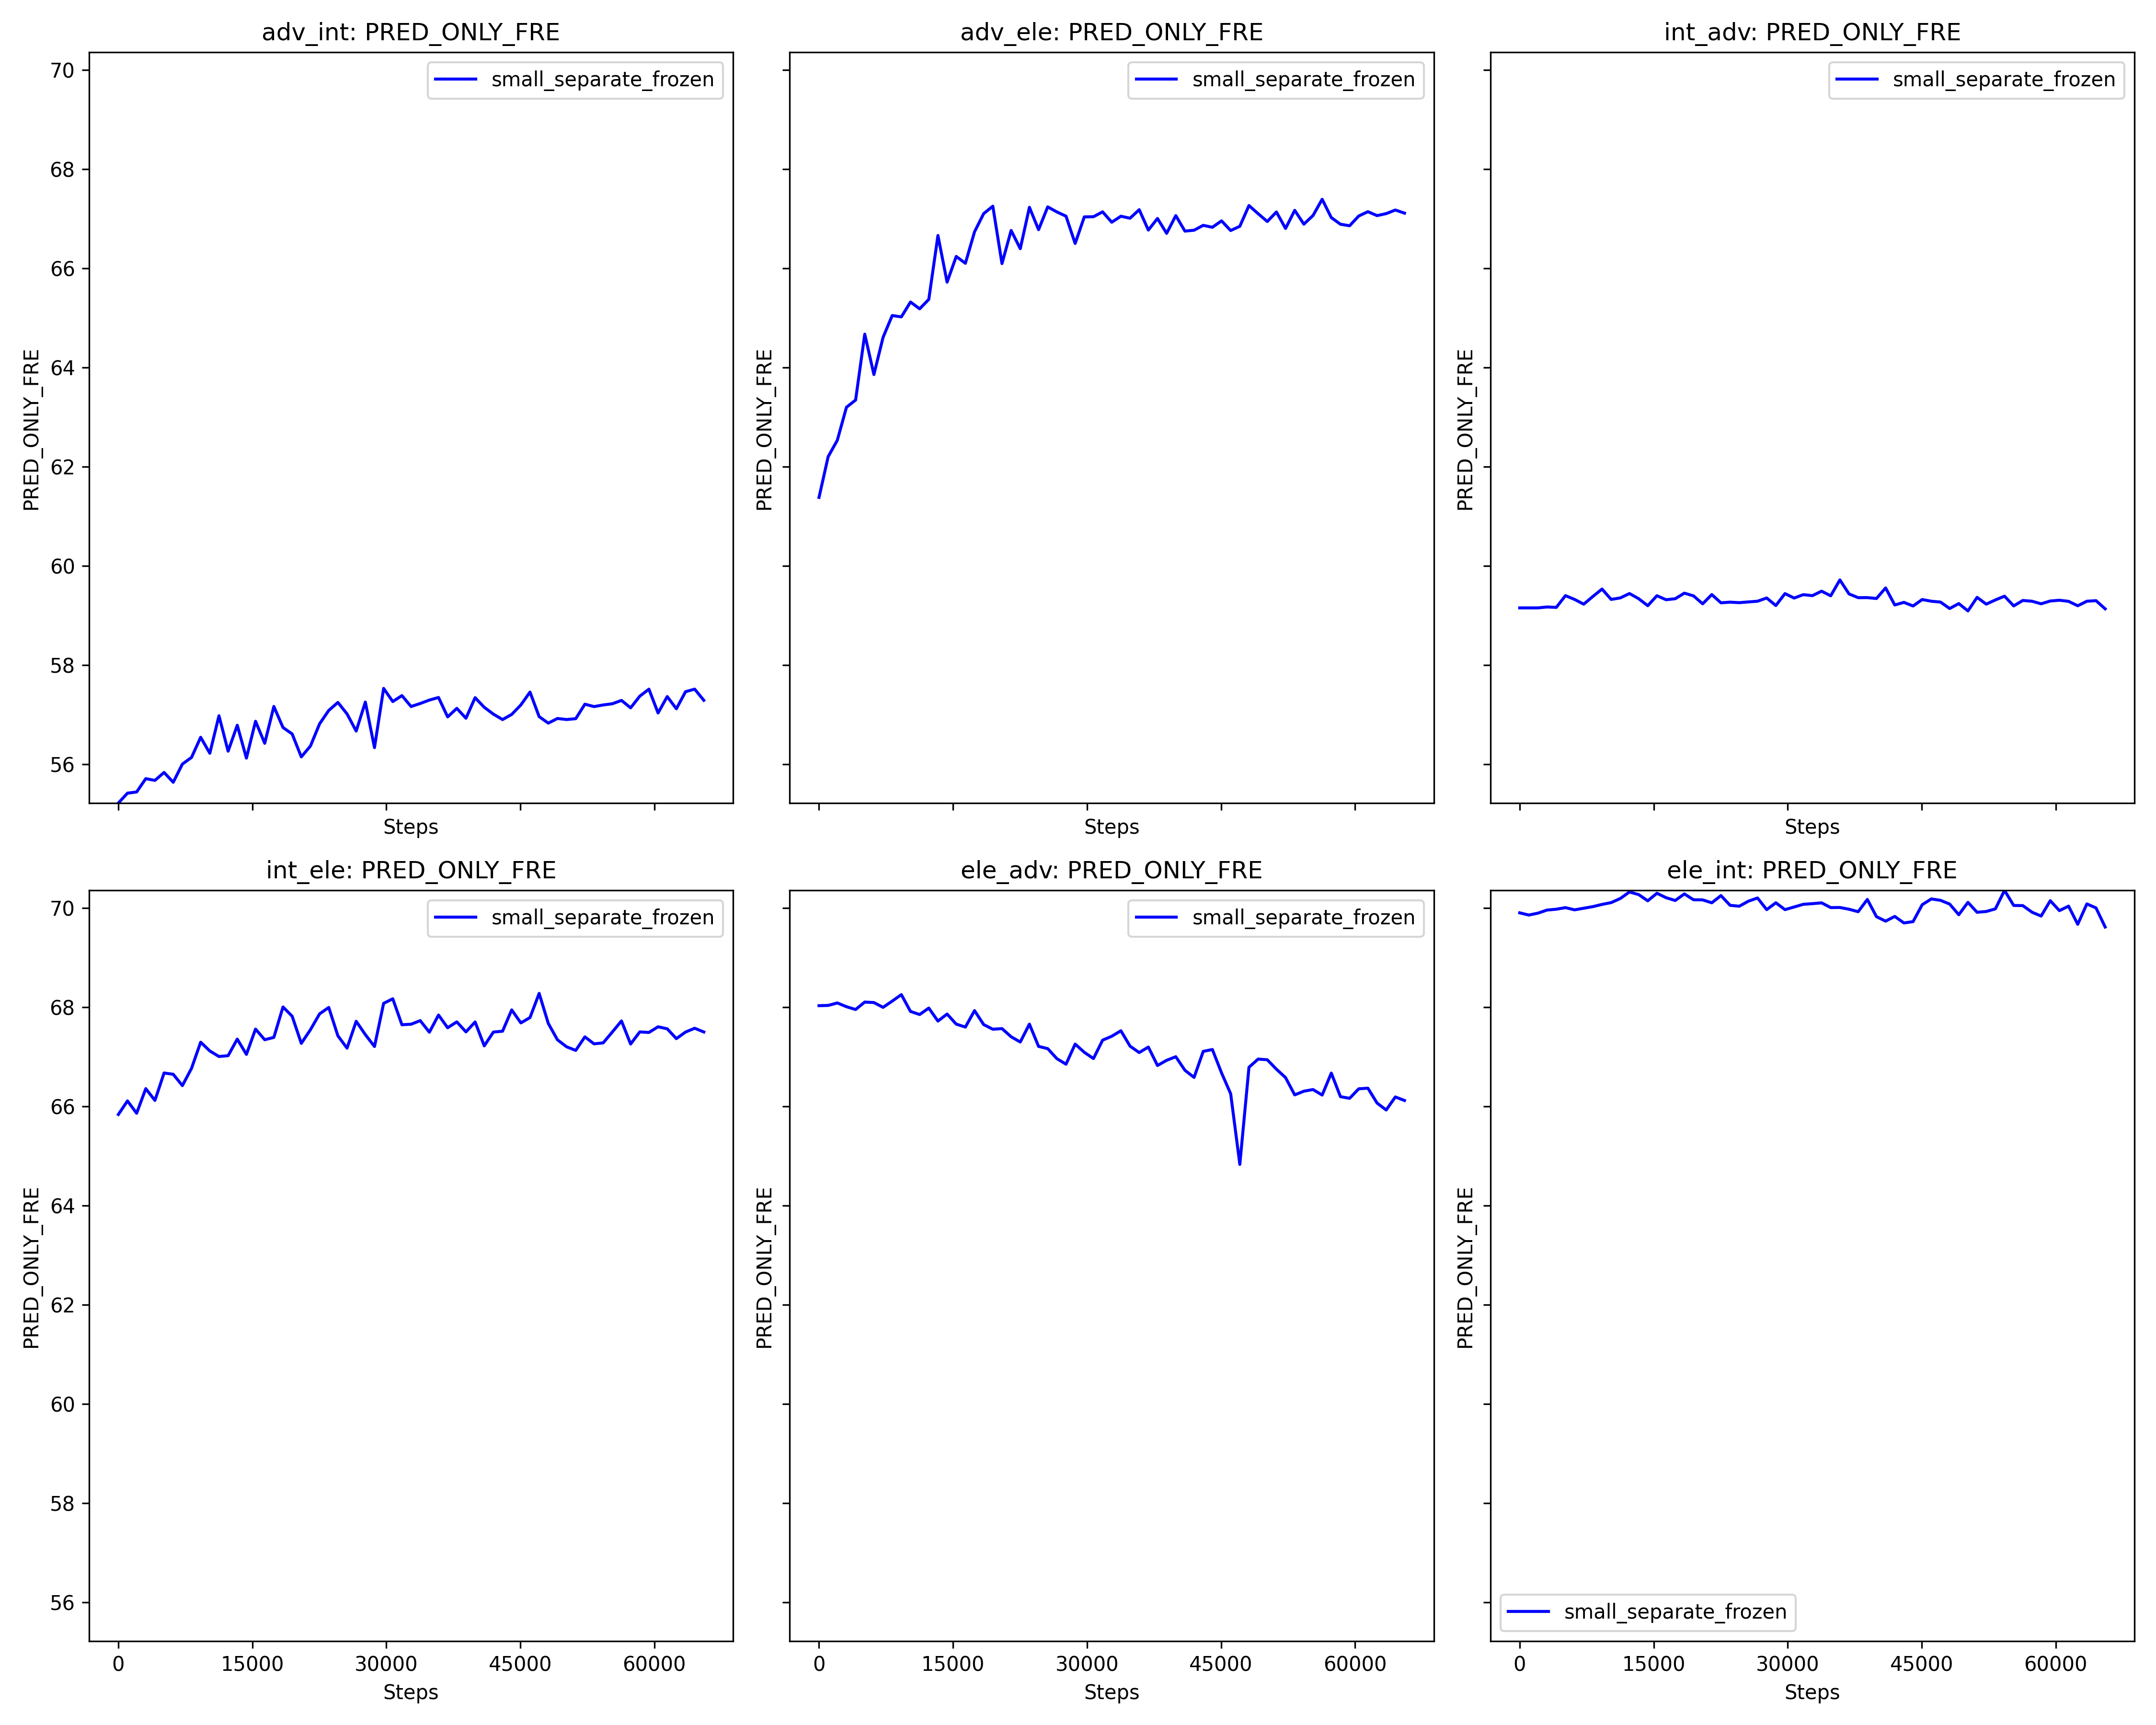 adv_int: PRED_ONLY_FRE
small_separate_frozen
70
68
66
64
62
60
58
56
PRED_ONLY_FRE
Steps
adv_ele: PRED_ONLY_FRE
small_separate_frozen
PRED_ONLY_FRE
Steps
int_adv: PRED_ONLY_FRE
small_separate_frozen
PRED_ONLY_FRE
Steps
int_ele: PRED_ONLY_FRE
small_separate_frozen
70
68
66
64
62
60
58
56
PRED_ONLY_FRE
0 15000 30000 45000 60000
Steps
ele_adv: PRED_ONLY_FRE
small_separate_frozen
PRED_ONLY_FRE
0 15000 30000 45000 60000
Steps
ele_int: PRED_ONLY_FRE
PRED_ONLY_FRE
small_separate_frozen
0 15000 30000 45000 60000
Steps